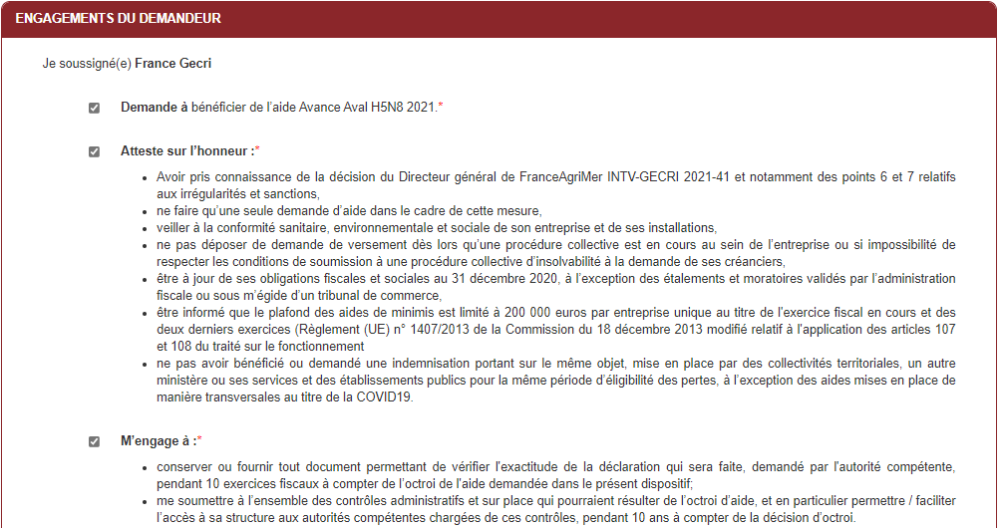 ENGAGEMENTS DU DEMANDEUR
Je soussigné(e) France Gecri
Demande à bénéficier de l'aide Avance Aval H5N8 2021.*
Atteste sur l'honneur :*
• Avoir pris connaissance de la décision du Directeur général de FranceAgriMer INTV-GECRI 2021-41 et notamment des points 6 et 7 relatifs
aux irrégularités et sanctions,
• ne faire qu'une seule demande d'aide dans le cadre de cette mesure,
• veiller à la conformité sanitaire, environnementale et sociale de son entreprise et de ses installations,
• ne pas déposer de demande de versement dès lors qu'une procédure collective est en cours au sein de l'entreprise ou si impossibilité de
respecter les conditions de soumission à une procédure collective d'insolvabilité à la demande de ses créanciers,
• être à jour de ses obligations fiscales et sociales au 31 décembre 2020, à l'exception des étalements et moratoires validés par l'administration
fiscale ou sous m'égide d'un tribunal de commerce,
• être informé que le plafond des aides de minimis est limité à 200 000 euros par entreprise unique au titre de l'exercice fiscal en cours et des
deux derniers exercices (Règlement (UE) n° 1407/2013 de la Commission du 18 décembre 2013 modifié relatif à l'application des articles 107
et 108 du traité sur le fonctionnement
• ne pas avoir bénéficié ou demandé une indemnisation portant sur le même objet, mise en place par des collectivités territoriales, un autre
ministère ou ses services et des établissements publics pour la même période d'éligibilité des pertes, à l'exception des aides mises en place de
manière transversales au titre de la COVID19.
M'engage à :*
• conserver ou fournir tout document permettant de vérifier l'exactitude de la déclaration qui sera faite, demandé par l'autorité compétente,
pendant 10 exercices fiscaux à compter de l'octroi de l'aide demandée dans le présent dispositif;
• me soumettre à l'ensemble des contrôles administratifs et sur place qui pourraient résulter de l'octroi d'aide, et en particulier permettre / faciliter
l'accès à sa structure aux autorités compétentes chargées de ces contrôles, pendant 10 ans à compter de la décision d'octroi.